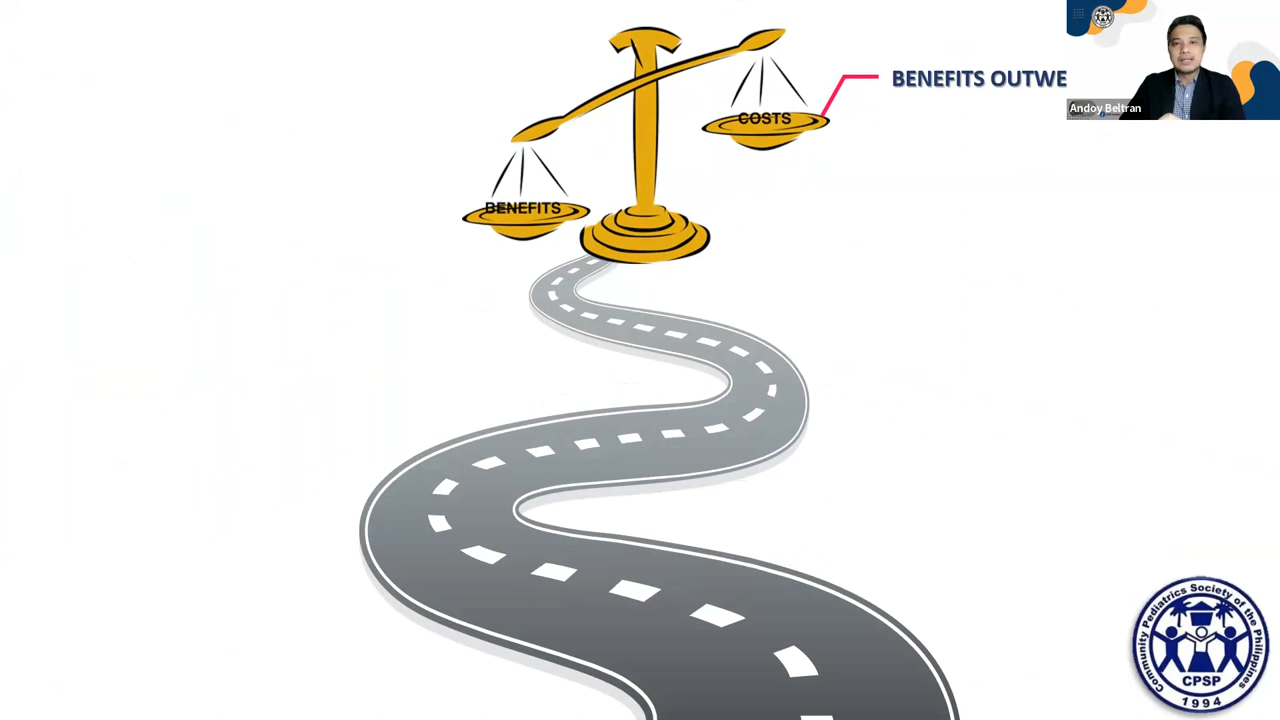 BENEFITS OUTWE
COSTS
BENEFITS
Andoy Beltran
Community Pediatrics Society of the Philippines
CPSP
1994